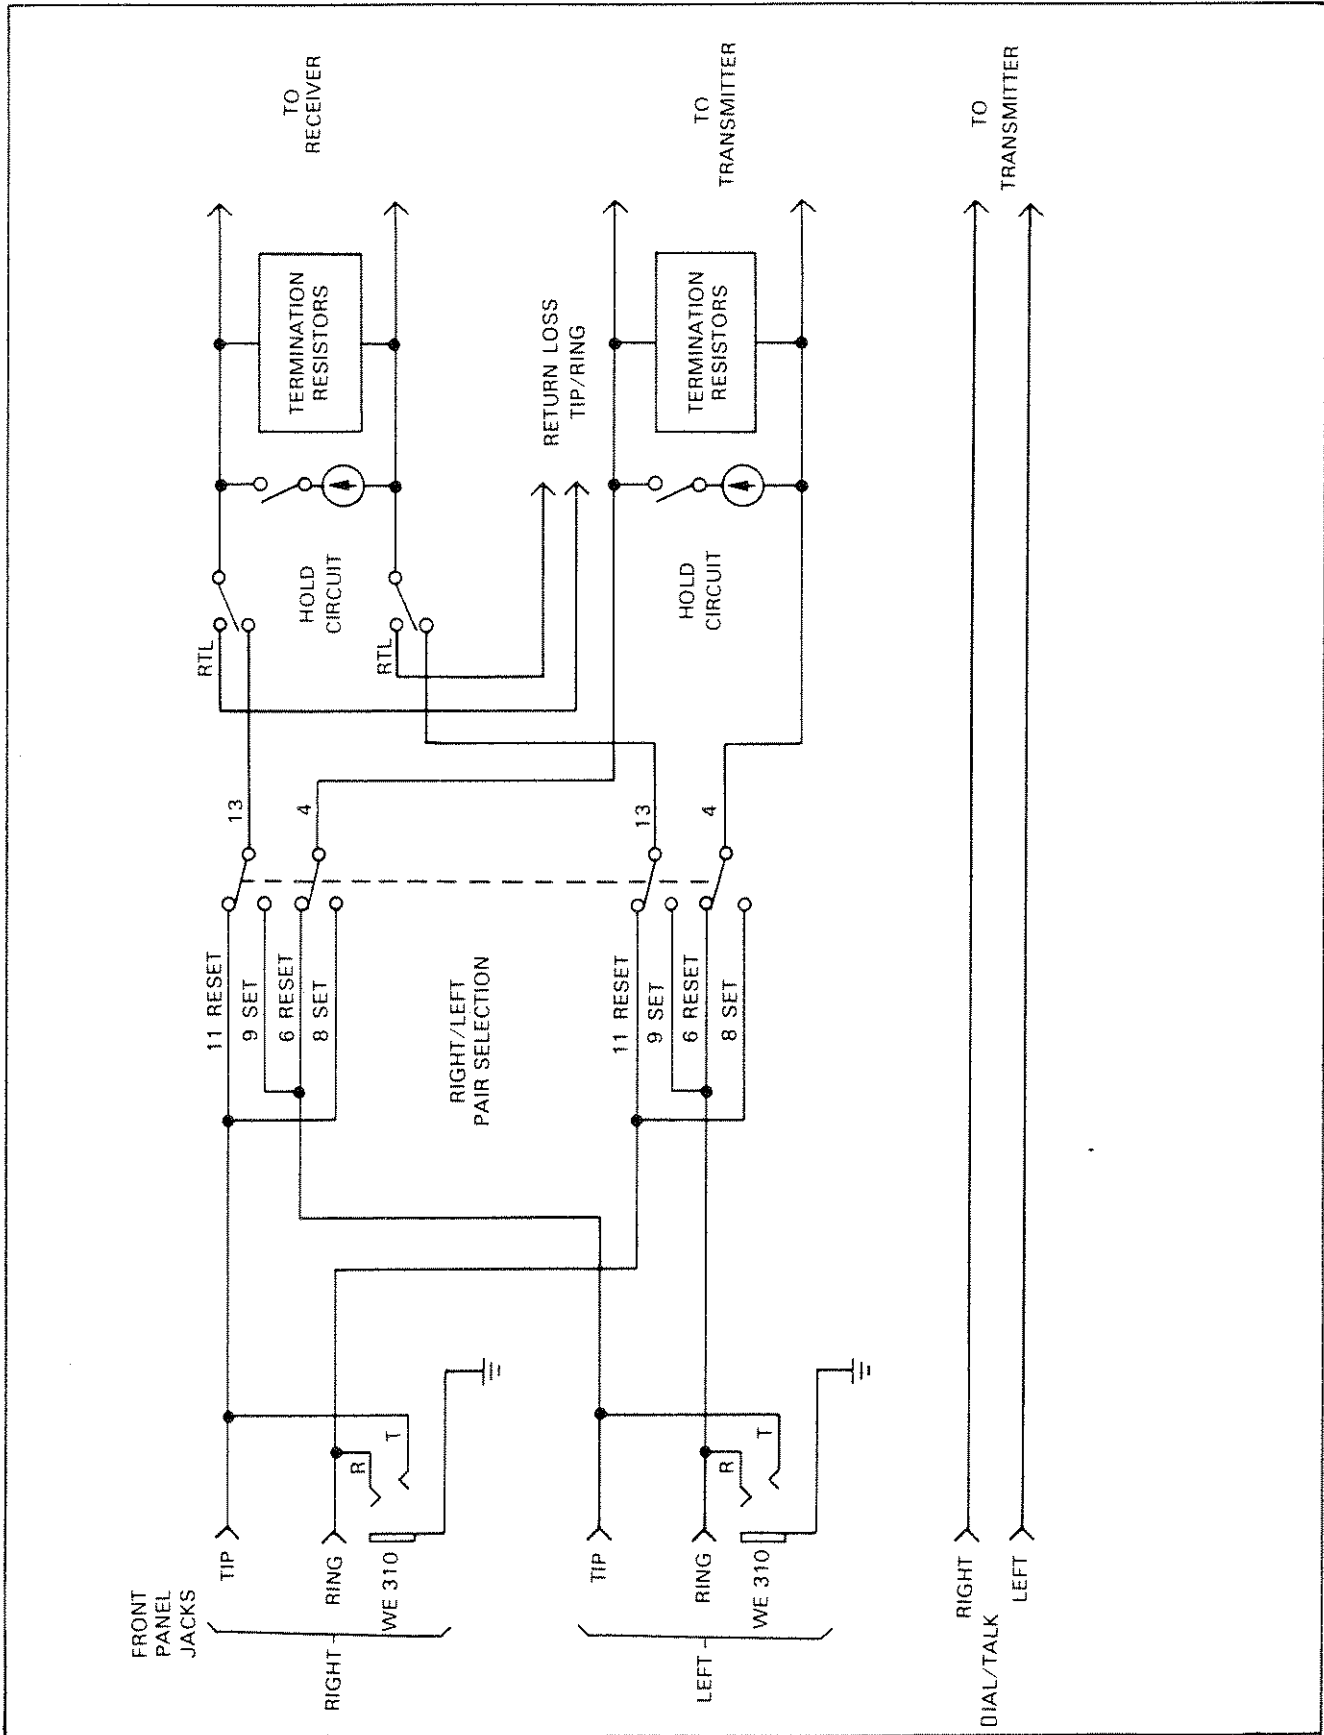 FRONT
PANEL
JACKS
TIP
RIGHT
RING
WE 310
R
T
TIP
LEFT
RING
WE 310
R
T
DIAL/TALK
RIGHT
LEFT
11 RESET
9 SET
6 RESET
8 SET
RIGHT/LEFT
PAIR SELECTION
11 RESET
9 SET
6 RESET
8 SET
13
4
13
4
RTL
RTL
HOLD
CIRCUIT
HOLD
CIRCUIT
TERMINATION
RESISTORS
RETURN LOSS
TIP/RING
TERMINATION
RESISTORS
TO
RECEIVER
TO
TRANSMITTER
TO
TRANSMITTER